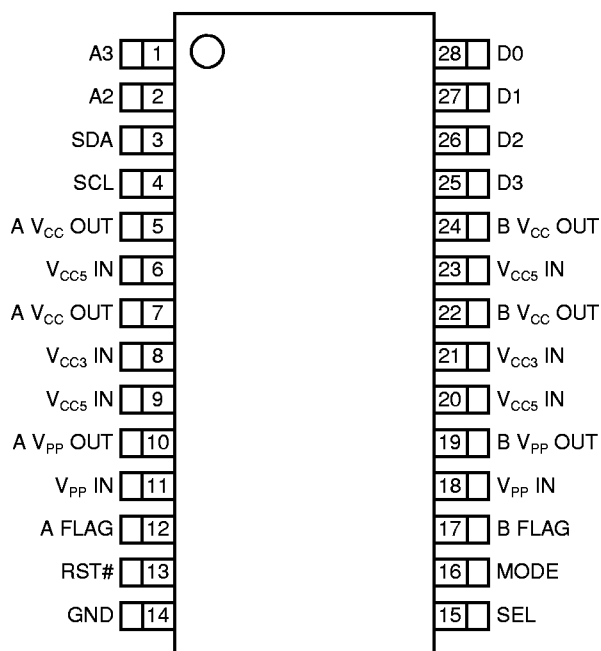 A3 1 28 D0
A2 2 27 D1
SDA 3 26 D2
SCL 4 25 D3
A VCC OUT 5 24 B VCC OUT
VCC5 IN 6 23 VCC5 IN
A VCC OUT 7 22 B VCC OUT
VCC3 IN 8 21 VCC3 IN
VCC5 IN 9 20 VCC5 IN
A VPP OUT 10 19 B VPP OUT
VPP IN 11 18 VPP IN
A FLAG 12 17 B FLAG
RST# 13 16 MODE
GND 14 15 SEL